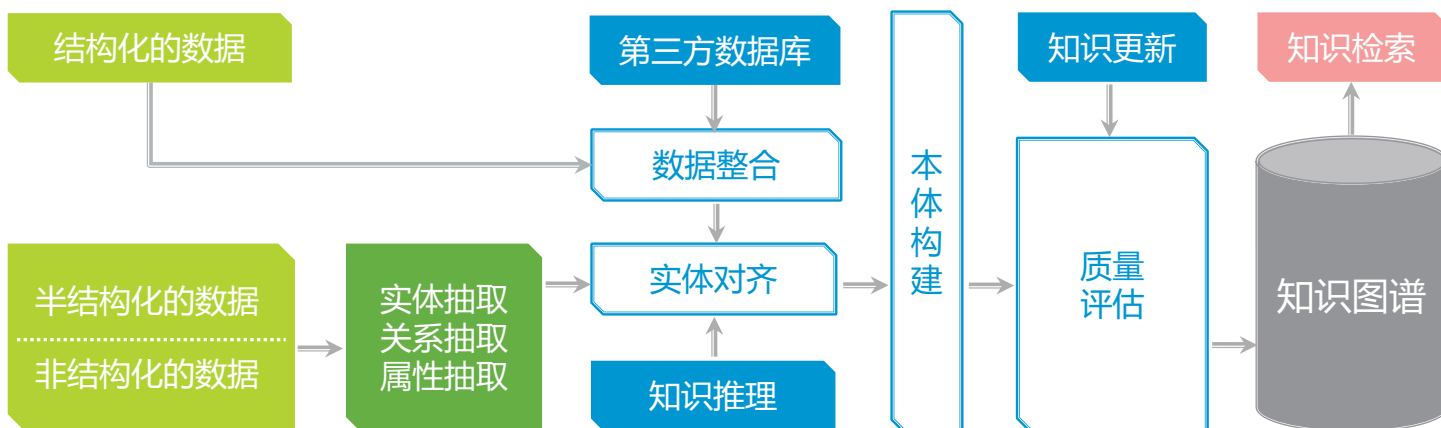 结构化的数据
第三方数据库
知识更新
知识检索
数据整合
本
体
构
建
半结构化的数据
非结构化的数据
实体抽取
关系抽取
属性抽取
实体对齐
知识推理
质量
评估
知识图谱